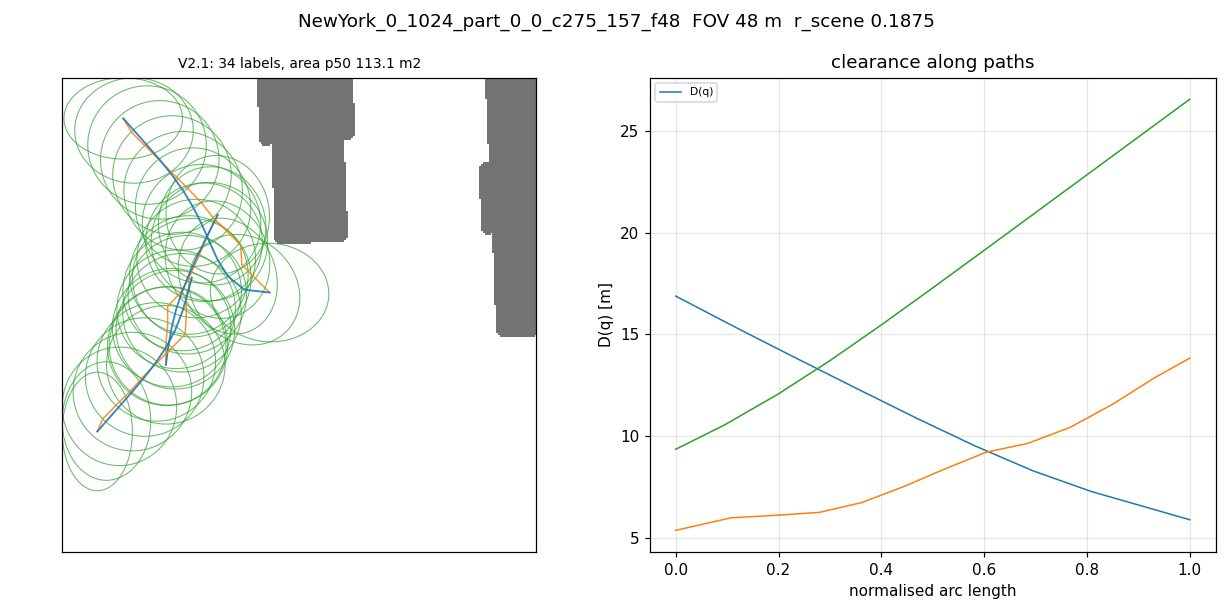 NewYork_0_1024_part_0_0_c275_157_f48  FOV 48 m  r_scene 0.1875
V2.1: 34 labels, area p50 113.1 m2
clearance along paths
D(q)
D(q) [m]
25
20
15
10
5
0.0 0.2 0.4 0.6 0.8 1.0
normalised arc length